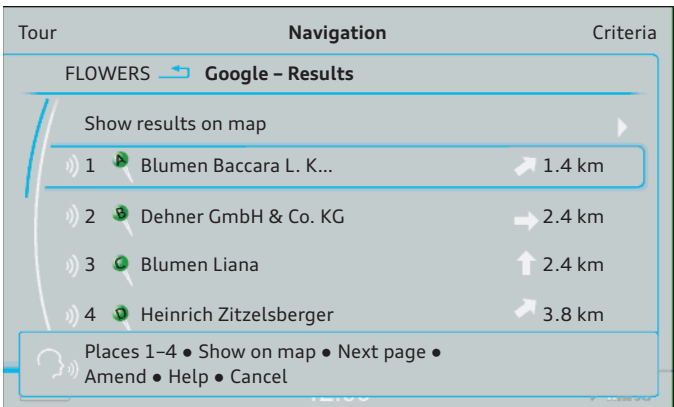 Tour Navigation Criteria
FLOWERS Google – Results
Show results on map
1 A Blumen Baccara L. K... 1.4 km
2 B Dehner GmbH & Co. KG 2.4 km
3 C Blumen Liana 2.4 km
4 D Heinrich Zitzelsberger 3.8 km
Places 1–4 ● Show on map ● Next page ●
Amend ● Help ● Cancel